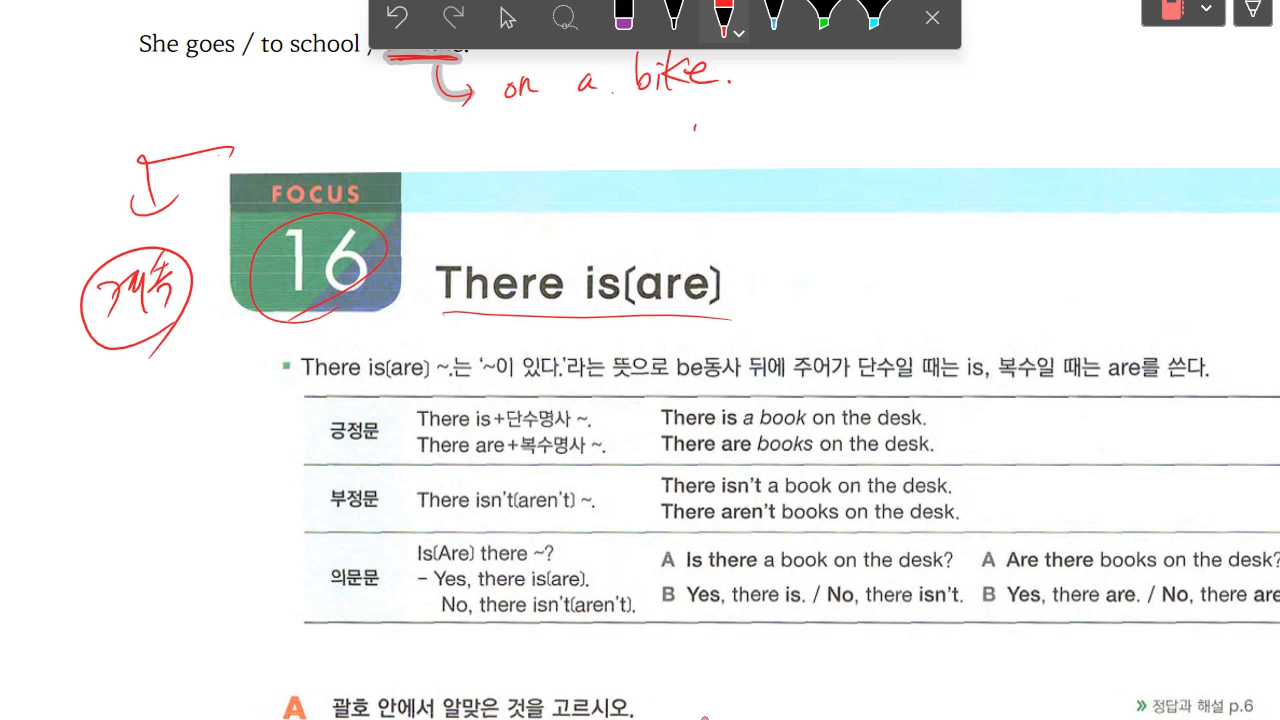 She goes / to school /
on a bike.
FOCUS
16
계속
There is(are)
There is(are) ~.는 '~이 있다.'라는 뜻으로 be동사 뒤에 주어가 단수일 때는 is, 복수일 때는 are를 쓴다.
긍정문
There is+단수명사 ~.
There are+복수명사 ~.
There is a book on the desk.
There are books on the desk.
부정문
There isn't(aren't) ~.
There isn't a book on the desk.
There aren't books on the desk.
의문문
Is(Are) there ~?
– Yes, there is(are).
No, there isn't(aren't).
A Is there a book on the desk?
B Yes, there is. / No, there isn't.
A Are there books on the desk?
B Yes, there are. / No, there are
A 괄호 안에서 알맞은 것을 고르시오.
» 정답과 해설 p.6